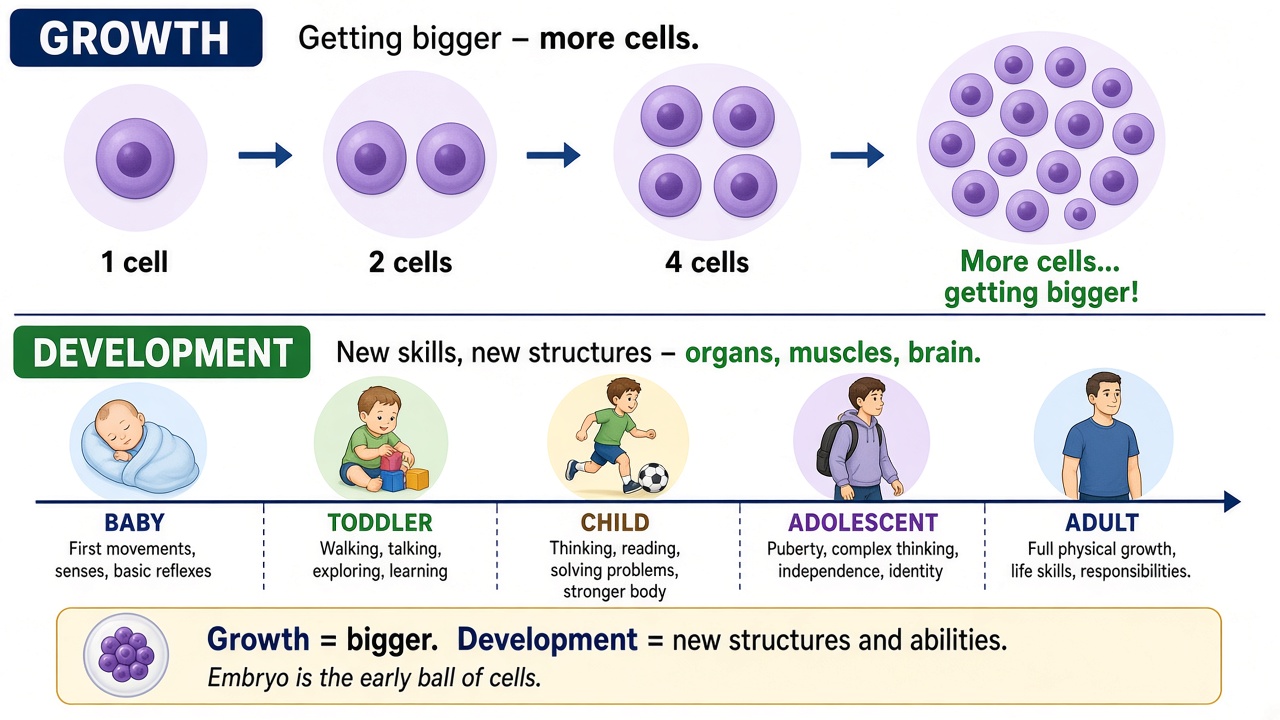 GROWTH
Getting bigger – more cells.
1 cell
2 cells
4 cells
More cells...
getting bigger!
DEVELOPMENT
New skills, new structures – organs, muscles, brain.
BABY
First movements,
senses, basic reflexes
TODDLER
Walking, talking,
exploring, learning
CHILD
Thinking, reading,
solving problems,
stronger body
ADOLESCENT
Puberty, complex thinking,
independence, identity
ADULT
Full physical growth,
life skills, responsibilities.
Growth = bigger. Development = new structures and abilities.
Embryo is the early ball of cells.